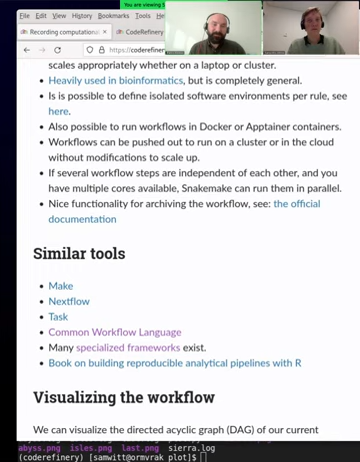 You are viewing S
File Edit View History Bookmarks Tools He
Recording computational
CodeRefinery
https://coderefiner
scales appropriately whether on a laptop or cluster.
• Heavily used in bioinformatics, but is completely general.
• Is is possible to define isolated software environments per rule, see
here.
• Also possible to run workflows in Docker or Apptainer containers.
• Workflows can be pushed out to run on a cluster or in the cloud
without modifications to scale up.
• If several workflow steps are independent of each other, and you
have multiple cores available, Snakemake can run them in parallel.
• Nice functionality for archiving the workflow, see: the official
documentation
Similar tools
• Make
• Nextflow
• Task
• Common Workflow Language
• Many specialized frameworks exist.
• Book on building reproducible analytical pipelines with R
Visualizing the workflow
We can visualize the directed acyclic graph (DAG) of our current
abyss.png isles.png last.png sierra.log
(coderefinery) [samwitt@ormvrak plot]$